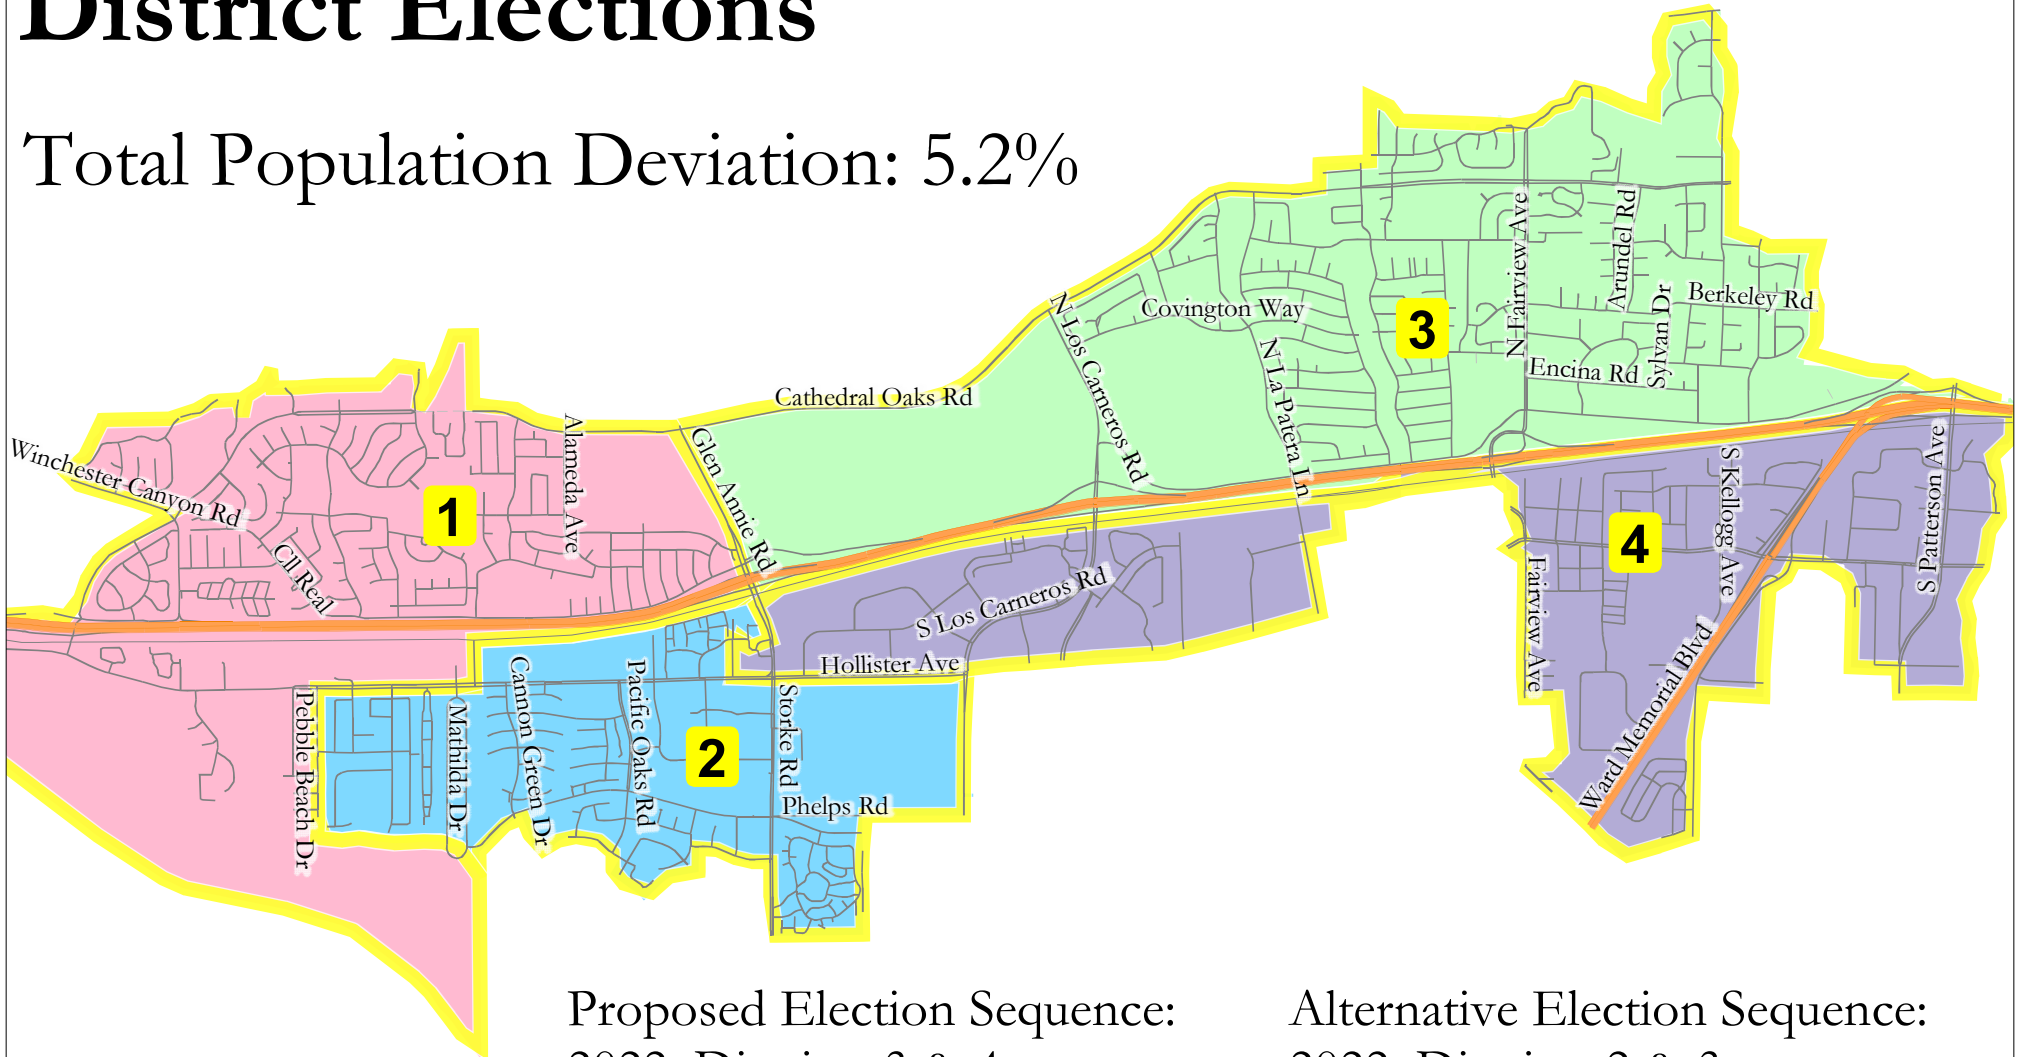 District Elections
Total Population Deviation: 5.2%
Cathedral Oaks Rd
Winchester Canyon Rd
Cll Real
Alameda Ave
Glen Annie Rd
1
N Los Carneros Rd
Covington Way
N La Patera Ln
3
N Fairview Ave
Arundel Rd
Sylvan Dr
Berkeley Rd
Encina Rd
S Los Carneros Rd
Hollister Ave
Pebble Beach Dr
Mathilda Dr
Cannon Green Dr
Pacific Oaks Rd
2
Storke Rd
Phelps Rd
4
Fairview Ave
S Kellogg Ave
S Patterson Ave
Ward Memorial Blvd
Proposed Election Sequence:
Alternative Election Sequence: